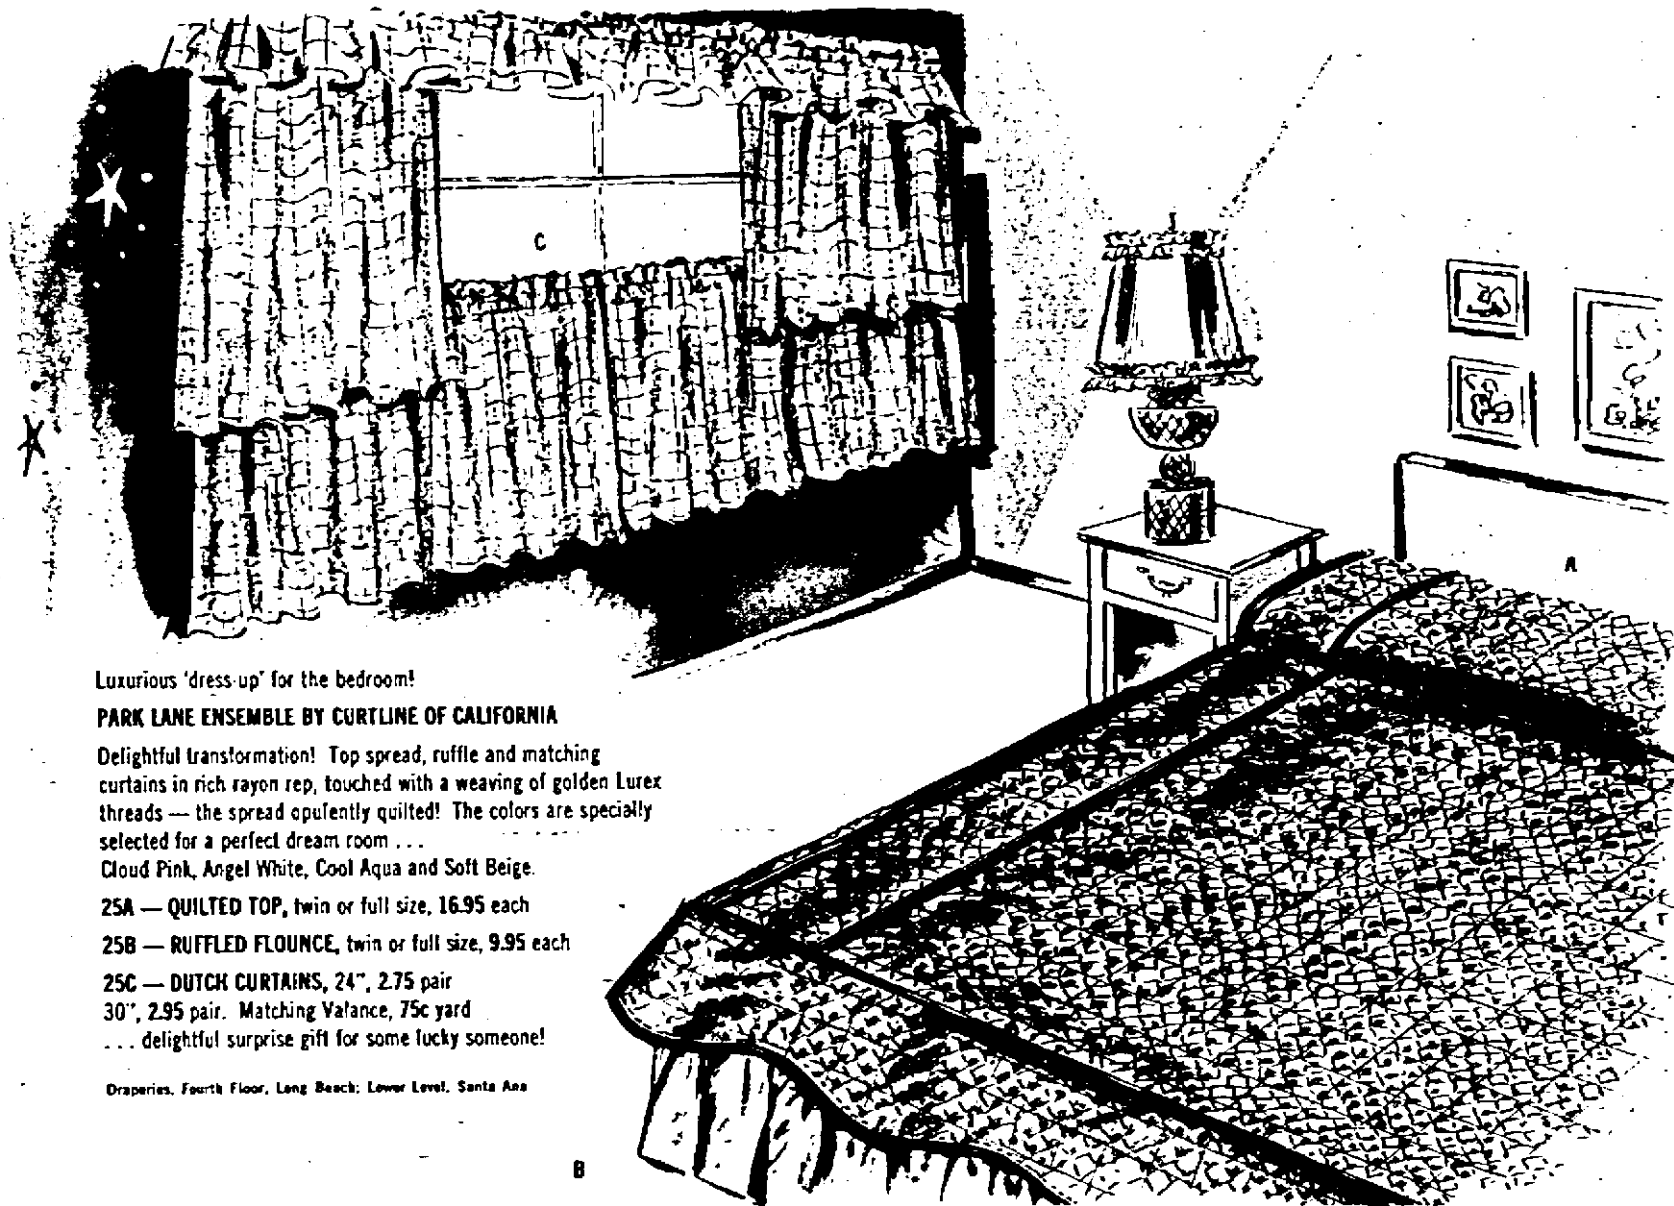 C
A
Luxurious 'dress-up' for the bedroom!
PARK LANE ENSEMBLE BY CURTLINE OF CALIFORNIA
Delightful transformation! Top spread, ruffle and matching
curtains in rich rayon rep, touched with a weaving of golden Lurex
threads — the spread opulently quilted! The colors are specially
selected for a perfect dream room ...
Cloud Pink, Angel White, Cool Aqua and Soft Beige.
25A — QUILTED TOP, twin or full size, 16.95 each
25B — RUFFLED FLOUNCE, twin or full size, 9.95 each
25C — DUTCH CURTAINS, 24", 2.75 pair
30", 2.95 pair. Matching Valance, 75c yard
... delightful surprise gift for some lucky someone!
Draperies, Fourth Floor, Long Beach; Lower Level, Santa Ana
B